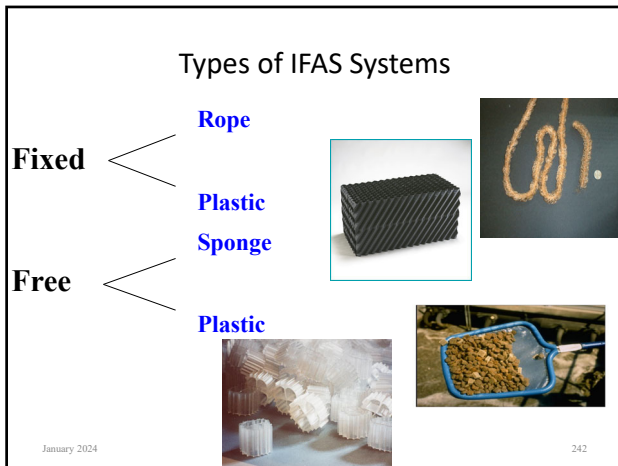 Types of IFAS Systems
Rope
Fixed
Plastic
Sponge
Free
Plastic
January 2024
242